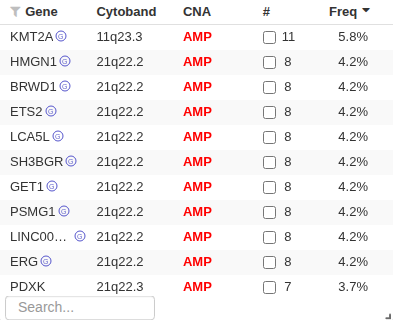 Gene Cytoband CNA # Freq
KMT2A G 11q23.3 AMP 11 5.8%
HMGN1 G 21q22.2 AMP 8 4.2%
BRWD1 G 21q22.2 AMP 8 4.2%
ETS2 G 21q22.2 AMP 8 4.2%
LCA5L G 21q22.2 AMP 8 4.2%
SH3BGR G 21q22.2 AMP 8 4.2%
GET1 G 21q22.2 AMP 8 4.2%
PSMG1 G 21q22.2 AMP 8 4.2%
LINC00... G 21q22.2 AMP 8 4.2%
ERG G 21q22.2 AMP 8 4.2%
PDXK 21q22.3 AMP 7 3.7%
Search...